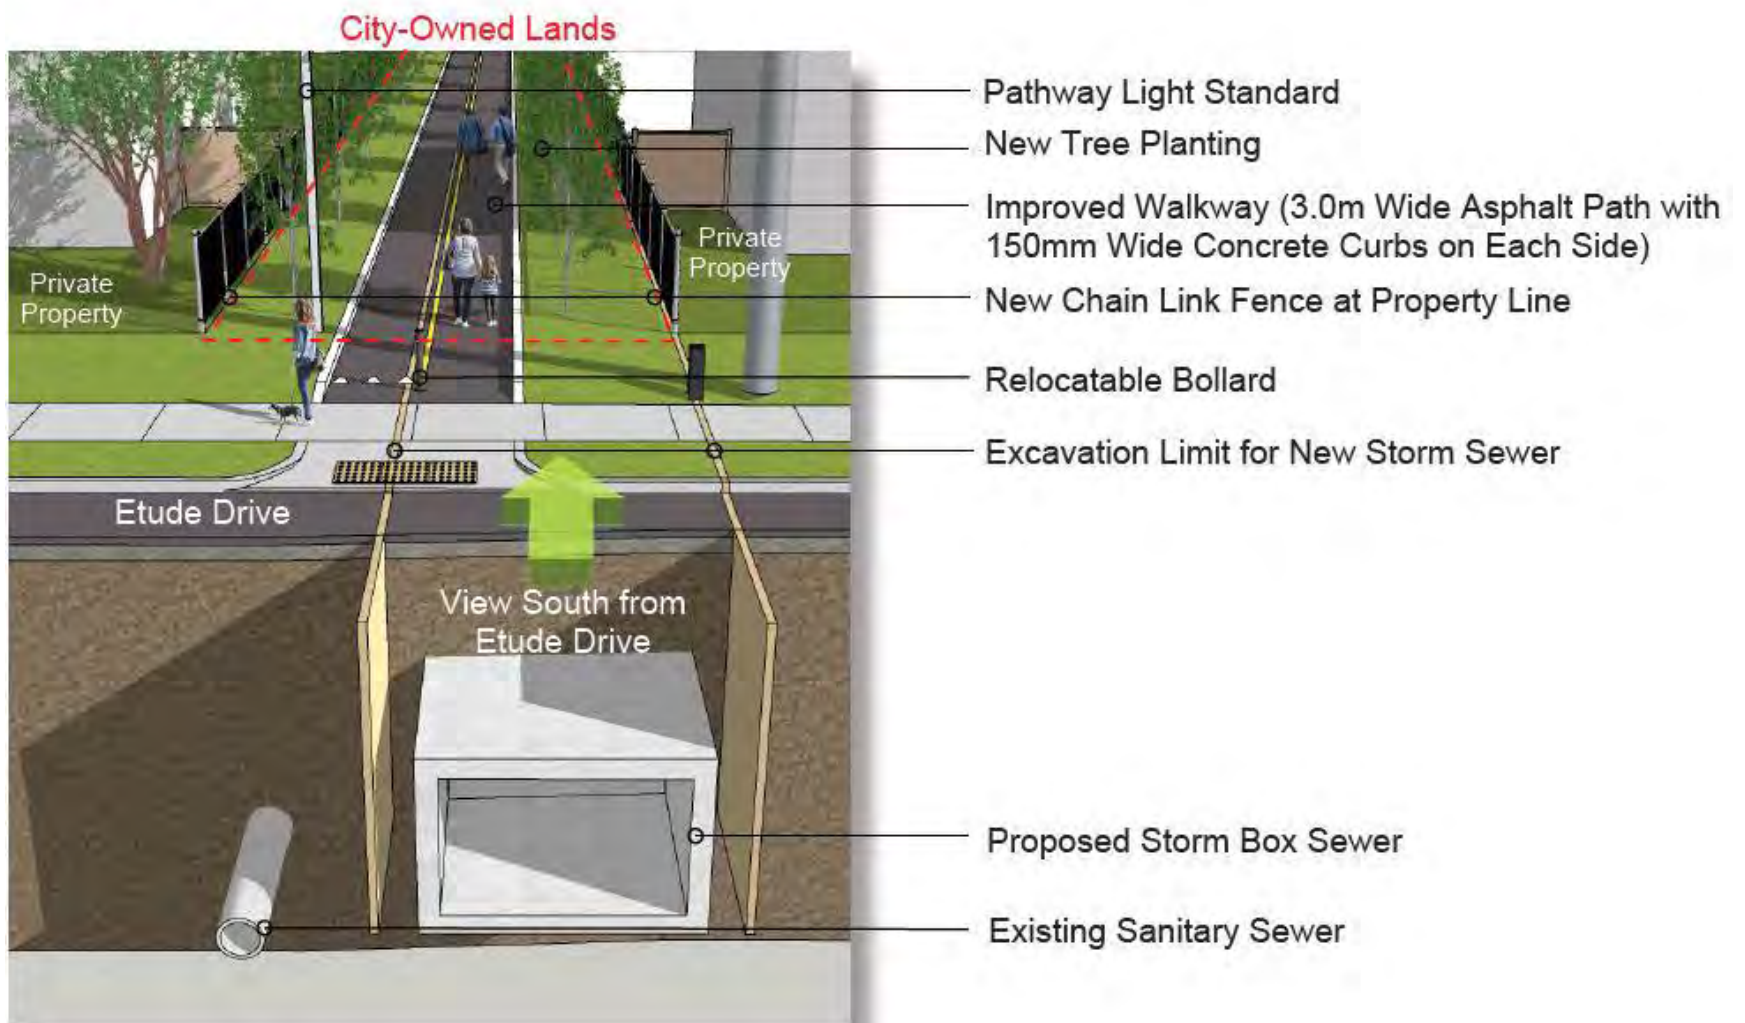 City-Owned Lands
Pathway Light Standard
New Tree Planting
Improved Walkway (3.0m Wide Asphalt Path with
150mm Wide Concrete Curbs on Each Side)
Private
Property
Private
Property
New Chain Link Fence at Property Line
Relocatable Bollard
Excavation Limit for New Storm Sewer
Etude Drive
View South from
Etude Drive
Proposed Storm Box Sewer
Existing Sanitary Sewer